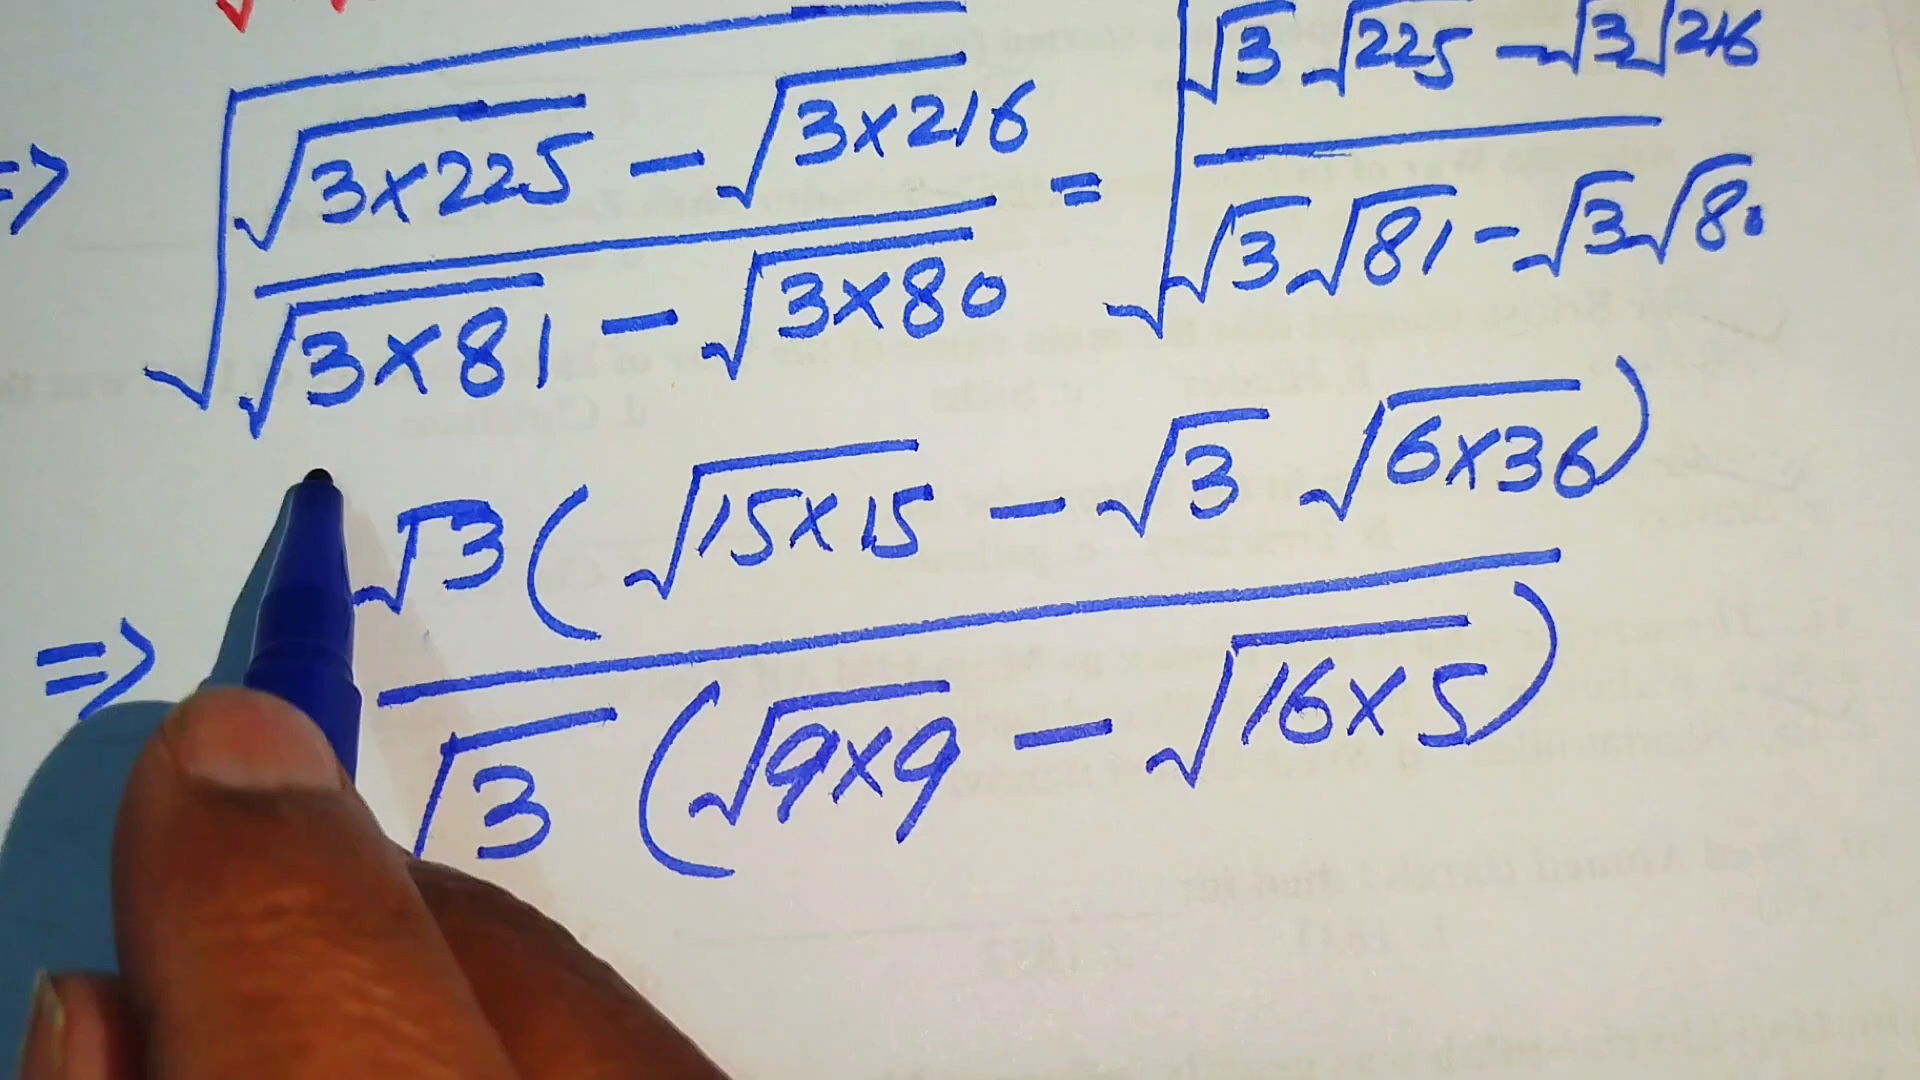 => √(√(3×225) - √(3×216) / √(3×81) - √(3×80)) = √(√3 √225 - √3 √216 / √3 √81 - √3 √80)
=> √3 (√(15×15) - √3 √(6×36)) / √3 (√(9×9) - √(16×5))